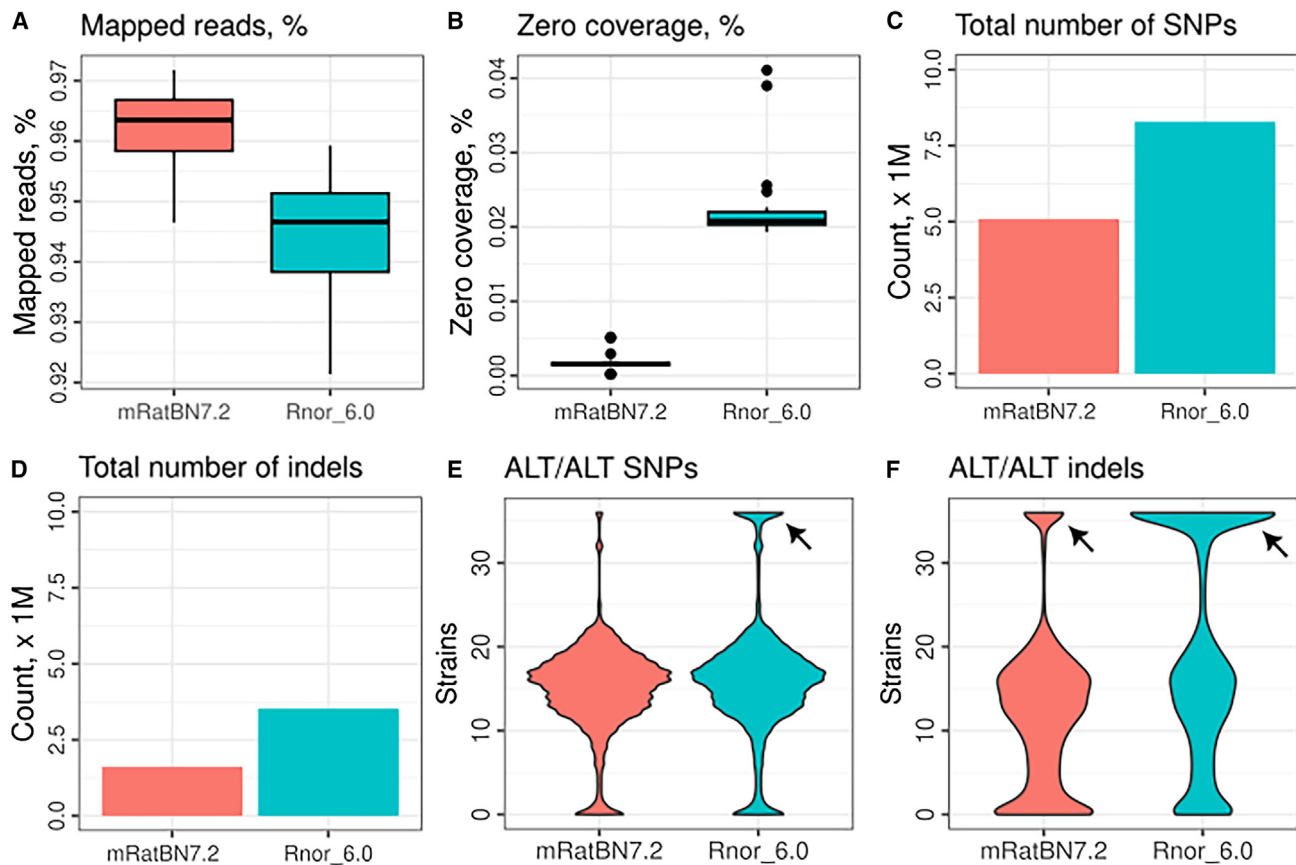 A Mapped reads, %
Mapped reads, %
0.97
0.96
0.95
0.94
0.93
0.92
mRatBN7.2 Rnor_6.0
B Zero coverage, %
Zero coverage, %
0.04
0.03
0.02
0.01
0.00
mRatBN7.2 Rnor_6.0
C Total number of SNPs
Count, x 1M
10.0
7.5
5.0
2.5
0.0
mRatBN7.2 Rnor_6.0
D Total number of indels
Count, x 1M
10.0
7.5
5.0
2.5
0.0
mRatBN7.2 Rnor_6.0
E ALT/ALT SNPs
Strains
30
20
10
0
mRatBN7.2 Rnor_6.0
F ALT/ALT indels
Strains
30
20
10
0
mRatBN7.2 Rnor_6.0